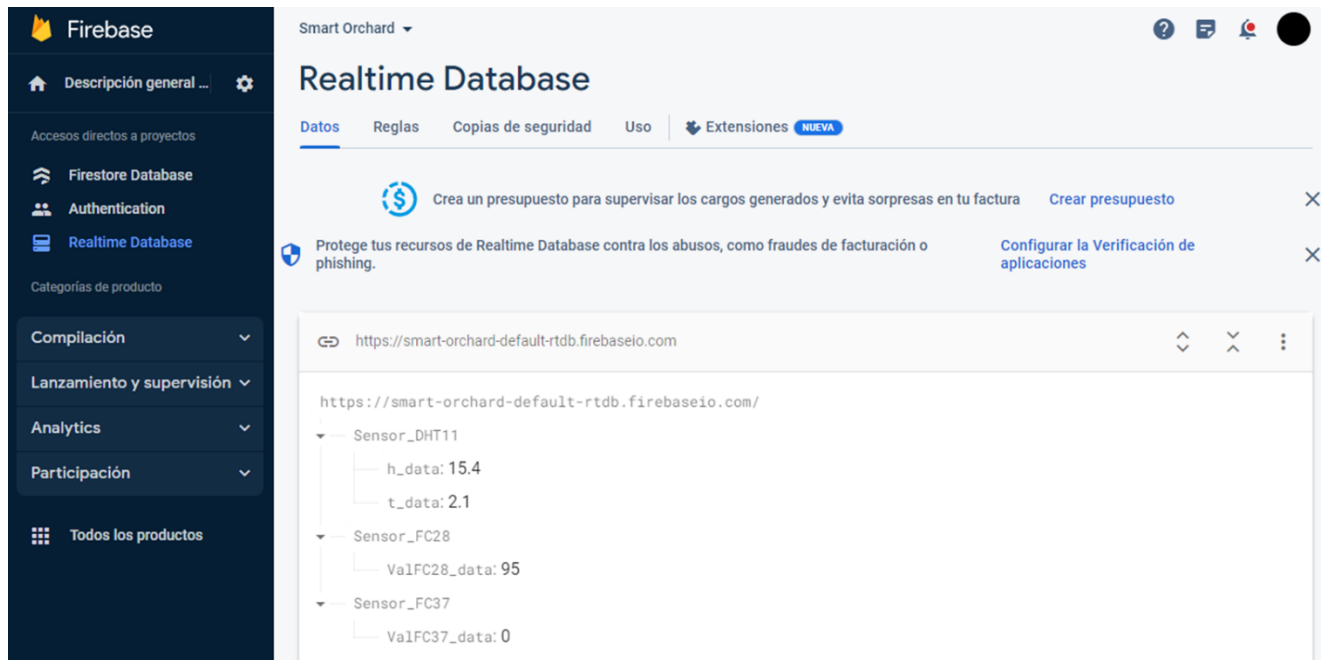 Firebase
Descripción general ...
Accesos directos a proyectos
Firestore Database
Authentication
Realtime Database
Categorías de producto
Compilación
Lanzamiento y supervisión
Analytics
Participación
Todos los productos
Smart Orchard
Realtime Database
Datos Reglas Copias de seguridad Uso Extensiones NUEVA
Crea un presupuesto para supervisar los cargos generados y evita sorpresas en tu factura Crear presupuesto
Protege tus recursos de Realtime Database contra los abusos, como fraudes de facturación o
phishing.
Configurar la Verificación de
aplicaciones
https://smart-orchard-default-rtdb.firebaseio.com
https://smart-orchard-default-rtdb.firebaseio.com/
Sensor_DHT11
h_data: 15.4
t_data: 2.1
Sensor_FC28
ValFC28_data: 95
Sensor_FC37
ValFC37_data: 0